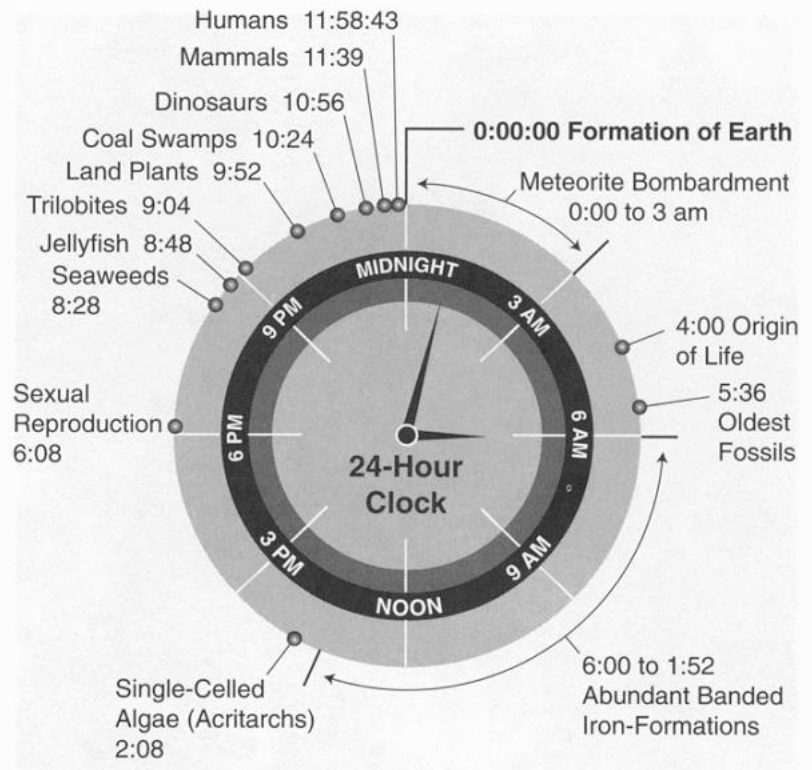 Humans 11:58:43
Mammals 11:39
Dinosaurs 10:56
Coal Swamps 10:24
Land Plants 9:52
Trilobites 9:04
Jellyfish 8:48
Seaweeds
8:28
Sexual
Reproduction
6:08
Single-Celled
Algae (Acritarchs)
2:08
0:00:00 Formation of Earth
Meteorite Bombardment
0:00 to 3 am
4:00 Origin
of Life
5:36
Oldest
Fossils
6:00 to 1:52
Abundant Banded
Iron-Formations
MIDNIGHT
3 AM
6 AM
9 AM
NOON
3 PM
6 PM
9 PM
24-Hour
Clock